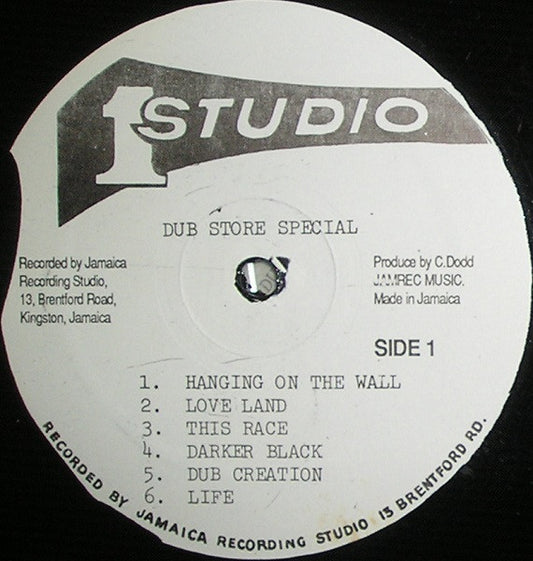 1 STUDIO
DUB STORE SPECIAL
Recorded by Jamaica
Recording Studio,
13, Brentford Road,
Kingston, Jamaica
Produce by C. Dodd
JAMREC MUSIC.
Made in Jamaica
SIDE 1
1. HANGING ON THE WALL
2. LOVE LAND
3. THIS RACE
4. DARKER BLACK
5. DUB CREATION
6. LIFE
RECORDED BY JAMAICA RECORDING STUDIO 13 BRENTFORD RD.